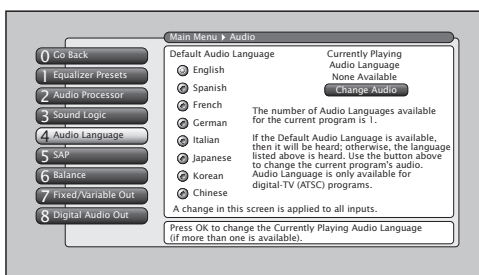 Main Menu ▸ Audio
0 Go Back
1 Equalizer Presets
2 Audio Processor
3 Sound Logic
4 Audio Language
5 SAP
6 Balance
7 Fixed/Variable Out
8 Digital Audio Out
Default Audio Language
English
Spanish
French
German
Italian
Japanese
Korean
Chinese
Currently Playing
Audio Language
None Available
Change Audio
The number of Audio Languages available
for the current program is 1.
If the Default Audio Language is available,
then it will be heard; otherwise, the language
listed above is heard. Use the button above
to change the current program's audio.
Audio Language is only available for
digital-TV (ATSC) programs.
A change in this screen is applied to all inputs.
Press OK to change the Currently Playing Audio Language
(if more than one is available).